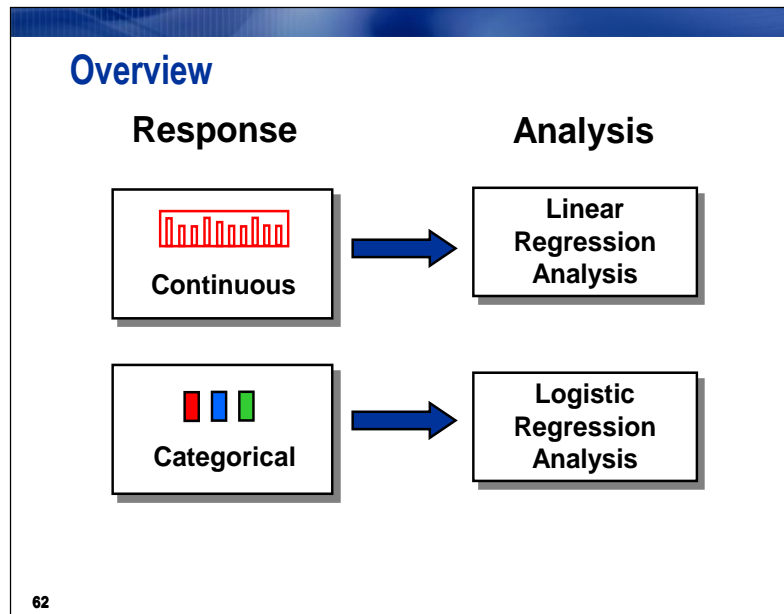 Overview
Response
Analysis
Continuous
Linear
Regression
Analysis
Categorical
Logistic
Regression
Analysis
62